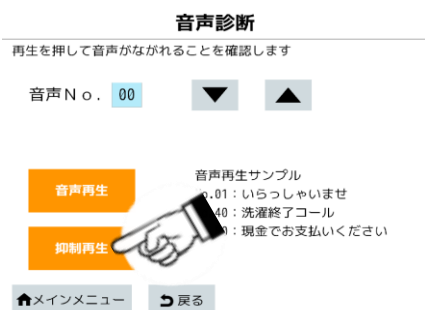 音声診断
再生を押して音声がながれることを確認します
音声No. 00 ▼ ▲
音声再生サンプル
.01：いらっしゃいませ
40：洗濯終了コール
：現金でお支払いください
音声再生
抑制再生
メインメニュー 戻る